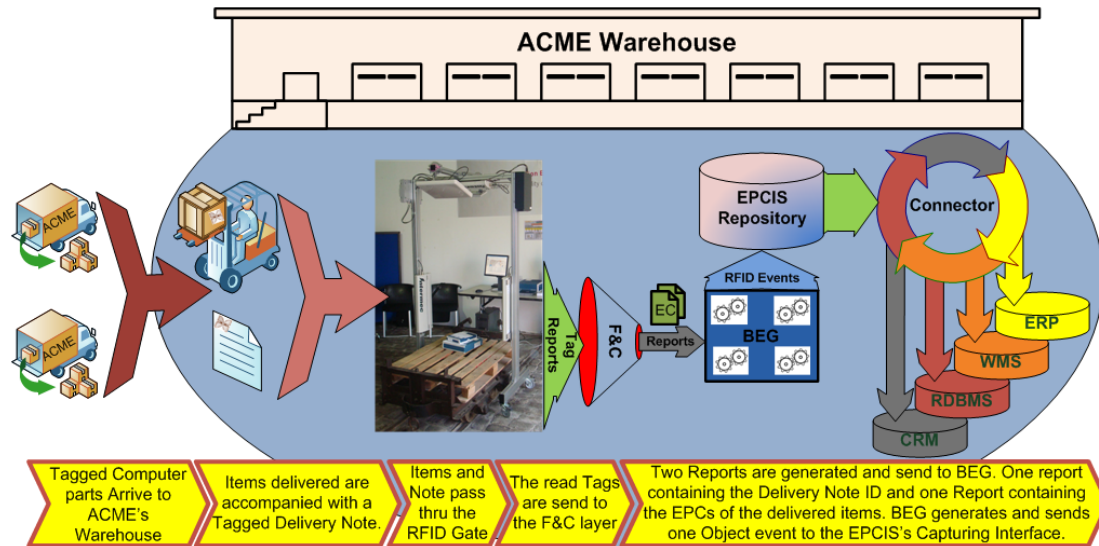 ACME Warehouse
ACME
ACME
Intermec
Tag
Reports
F&C
EC
Reports
BEG
RFID Events
EPCIS
Repository
Connector
ERP
WMS
RDBMS
CRM
Tagged Computer
parts Arrive to
ACME's
Warehouse
Items delivered are
accompanied with a
Tagged Delivery Note.
Items and
Note pass
thru the
RFID Gate
The read Tags
are send to
the F&C layer
Two Reports are generated and send to BEG. One report
containing the Delivery Note ID and one Report containing
the EPCs of the delivered items. BEG generates and sends
one Object event to the EPCIS's Capturing Interface.